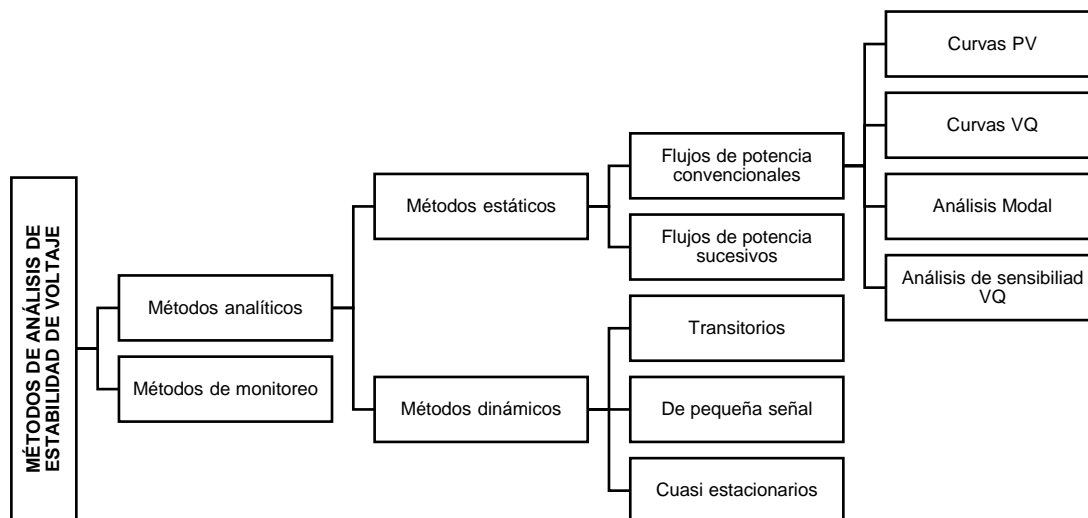 MÉTODOS DE ANÁLISIS DE
ESTABILIDAD DE VOLTAJE
Métodos analíticos
Métodos de monitoreo
Métodos estáticos
Métodos dinámicos
Flujos de potencia
convencionales
Flujos de potencia
sucesivos
Transitorios
De pequeña señal
Cuasi estacionarios
Curvas PV
Curvas VQ
Análisis Modal
Análisis de sensibiliad
VQ